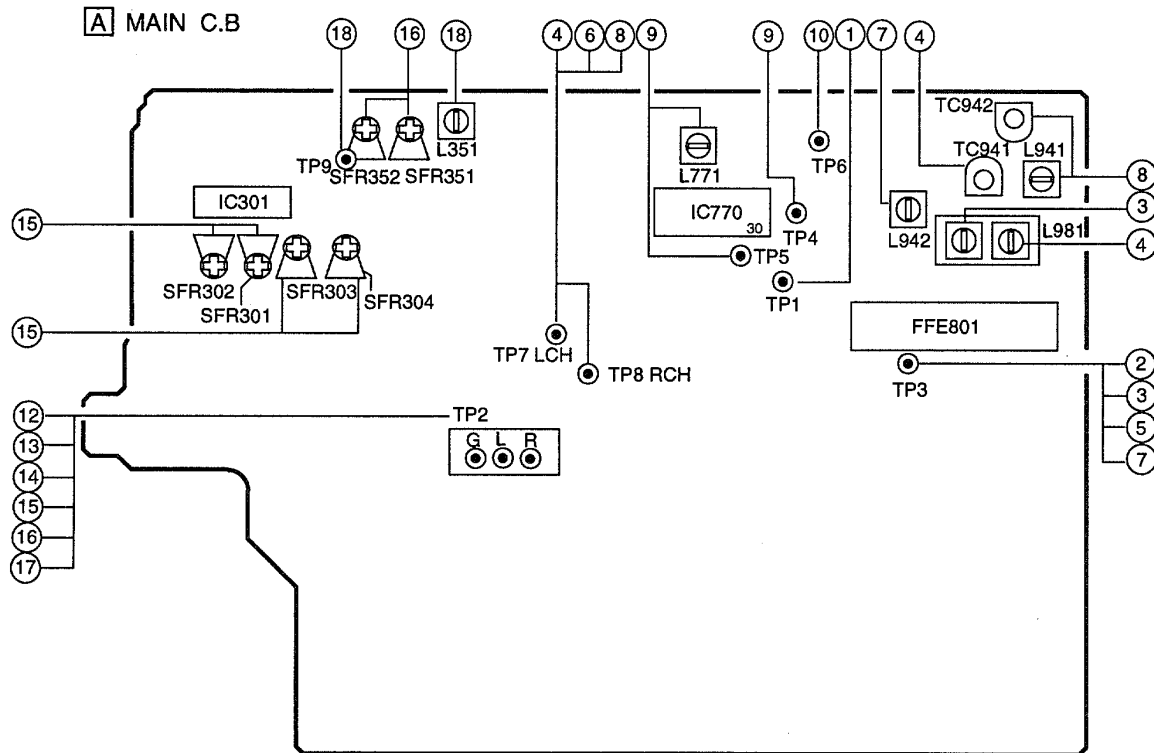 A MAIN C.B
18 16 18 4 6 8 9 9 10 1 7 4
TC942
TC941 L941
TP9 L351
SFR352 SFR351
TP6
L771
8
IC301
IC770
30
TP4
L942
3
L981
4
15
TP5
TP1
SFR302
SFR301
SFR303
SFR304
15
FFE801
TP7 LCH
TP8 RCH
TP3
2
3
5
7
12
13
14
15
16
17
TP2
G L R